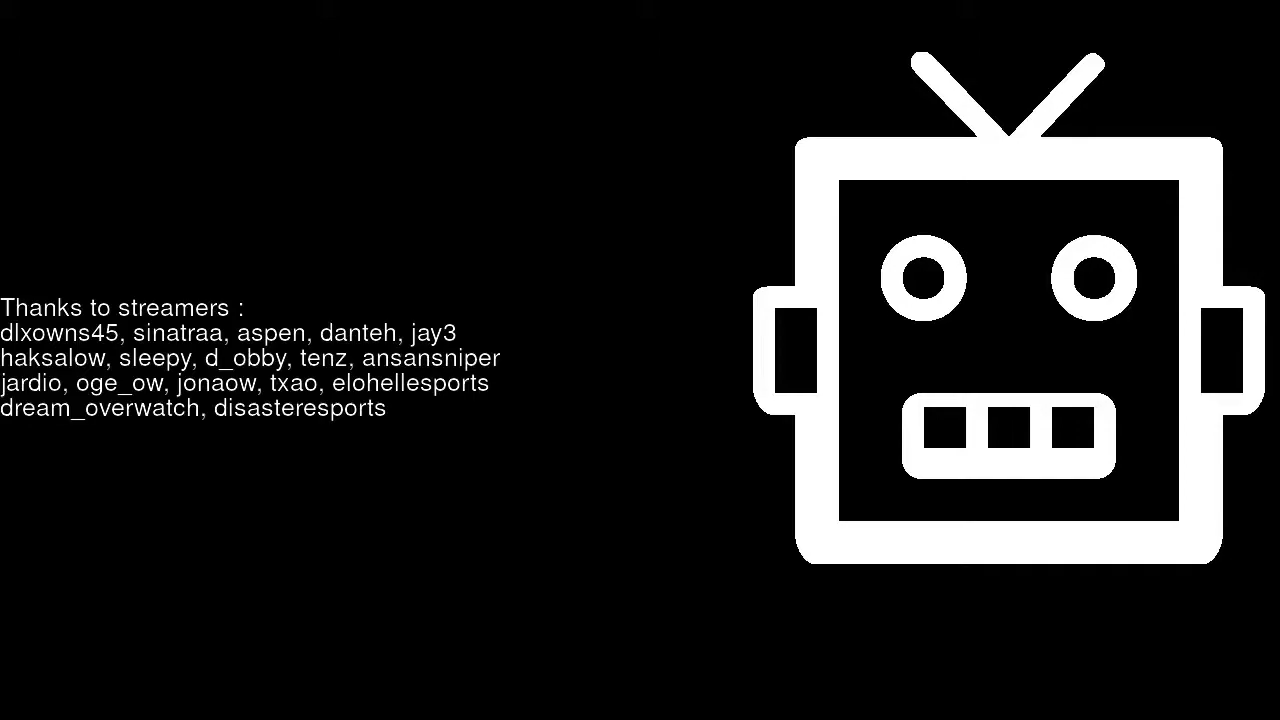 Thanks to streamers :
dlxowns45, sinatraa, aspen, danteh, jay3
haksalow, sleepy, d_obby, tenz, ansansniper
jardio, oge_ow, jonaow, txao, elohellesports
dream_overwatch, disasteresports